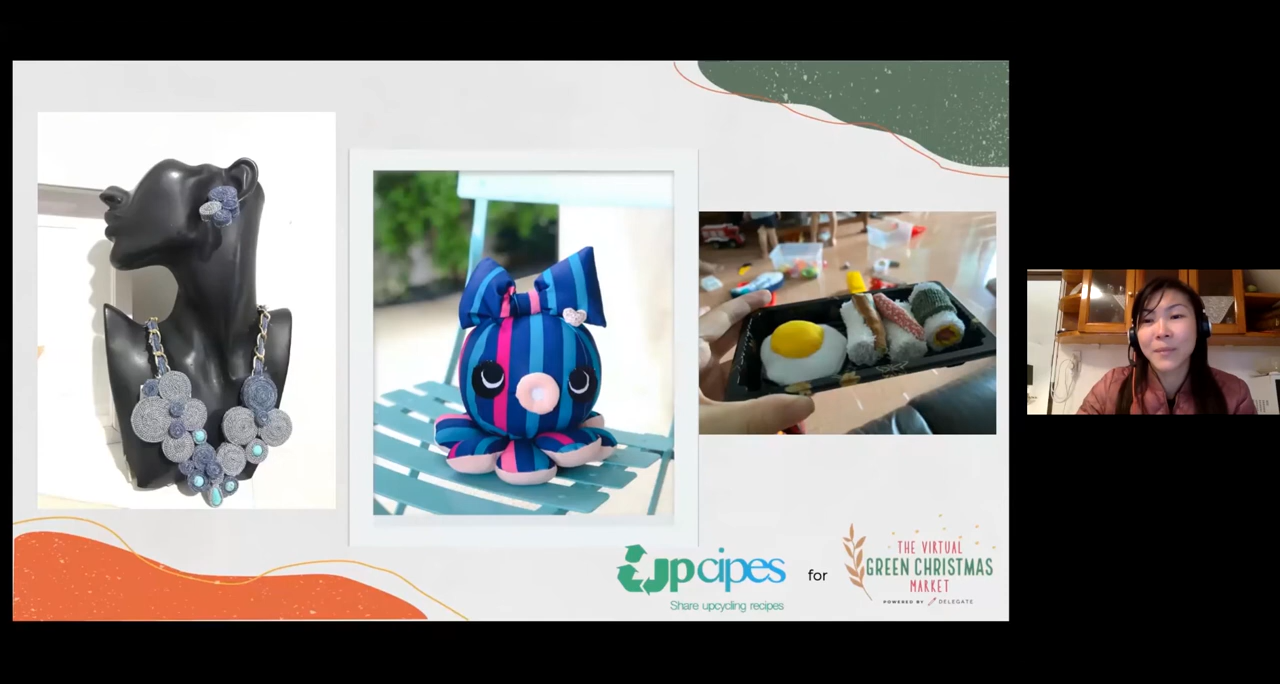 upcipes
Share upcycling recipes
for
THE VIRTUAL
GREEN CHRISTMAS
MARKET
POWERED BY DELEGATE